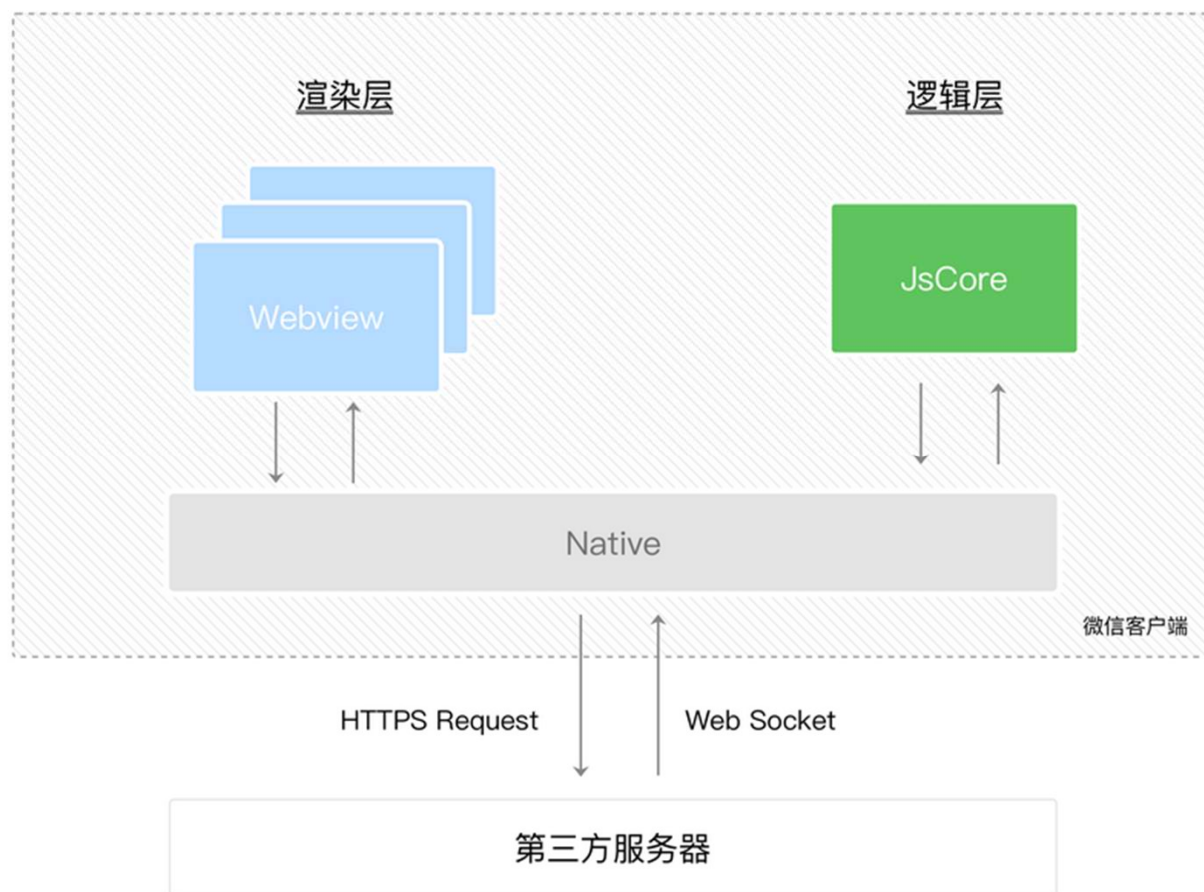 渲染层
逻辑层
Webview
JsCore
Native
微信客户端
HTTPS Request
Web Socket
第三方服务器